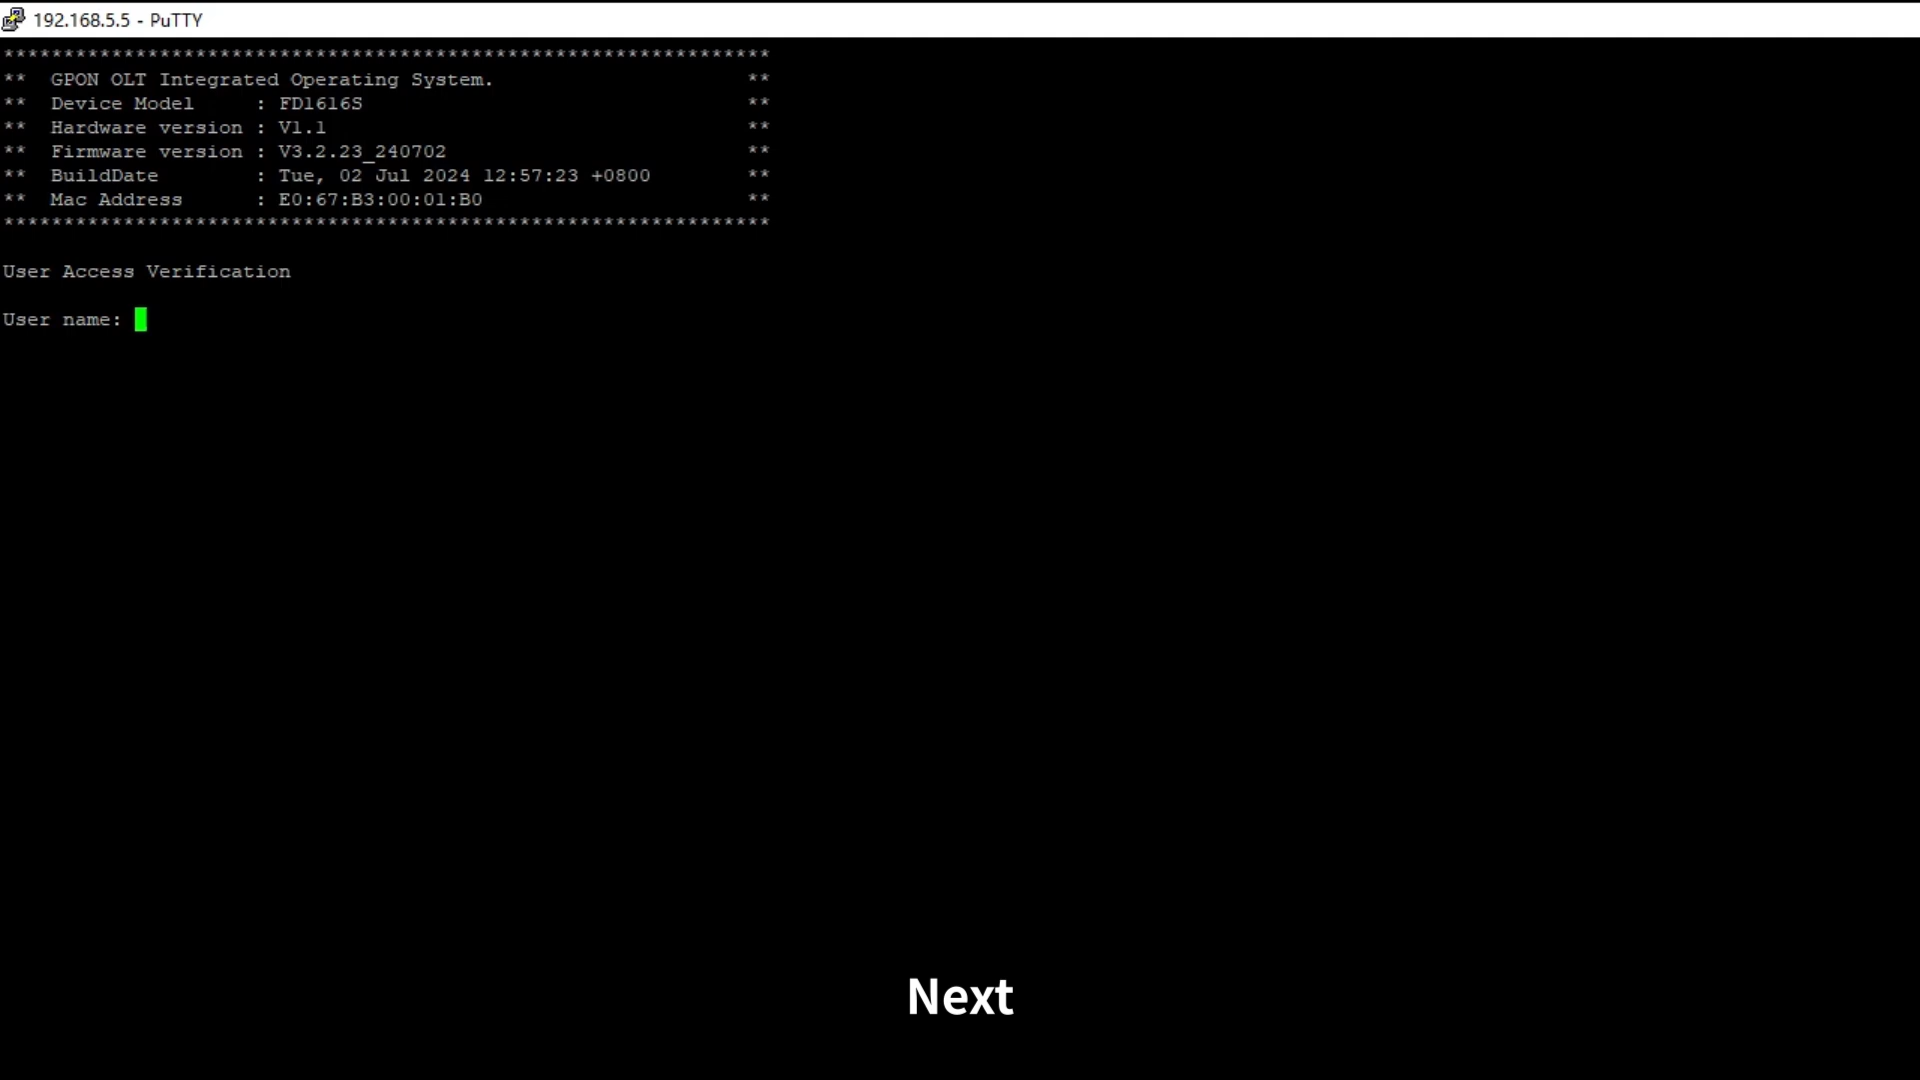 192.168.5.5 - PuTTY
****************************************************************
**  GPON OLT Integrated Operating System.                     **
**  Device Model     : FD1616S                                **
**  Hardware version : V1.1                                   **
**  Firmware version : V3.2.23_240702                         **
**  BuildDate        : Tue, 02 Jul 2024 12:57:23 +0800        **
**  Mac Address      : E0:67:B3:00:01:B0                      **
****************************************************************
User Access Verification
User name:
Next